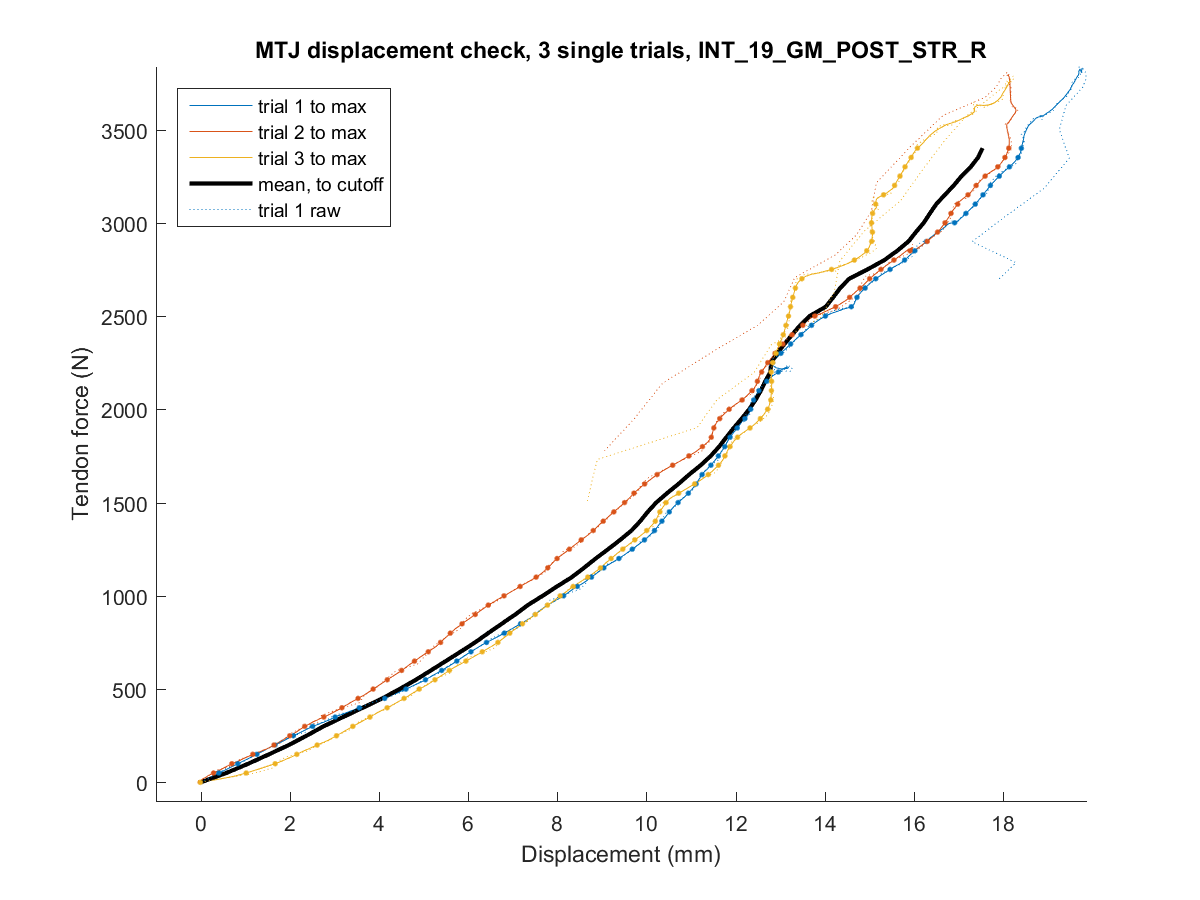 MTJ displacement check, 3 single trials, INT_19_GM_POST_STR_R
trial 1 to max
trial 2 to max
trial 3 to max
mean, to cutoff
trial 1 raw
Tendon force (N)
3500
3000
2500
2000
1500
1000
500
0
0 2 4 6 8 10 12 14 16 18
Displacement (mm)